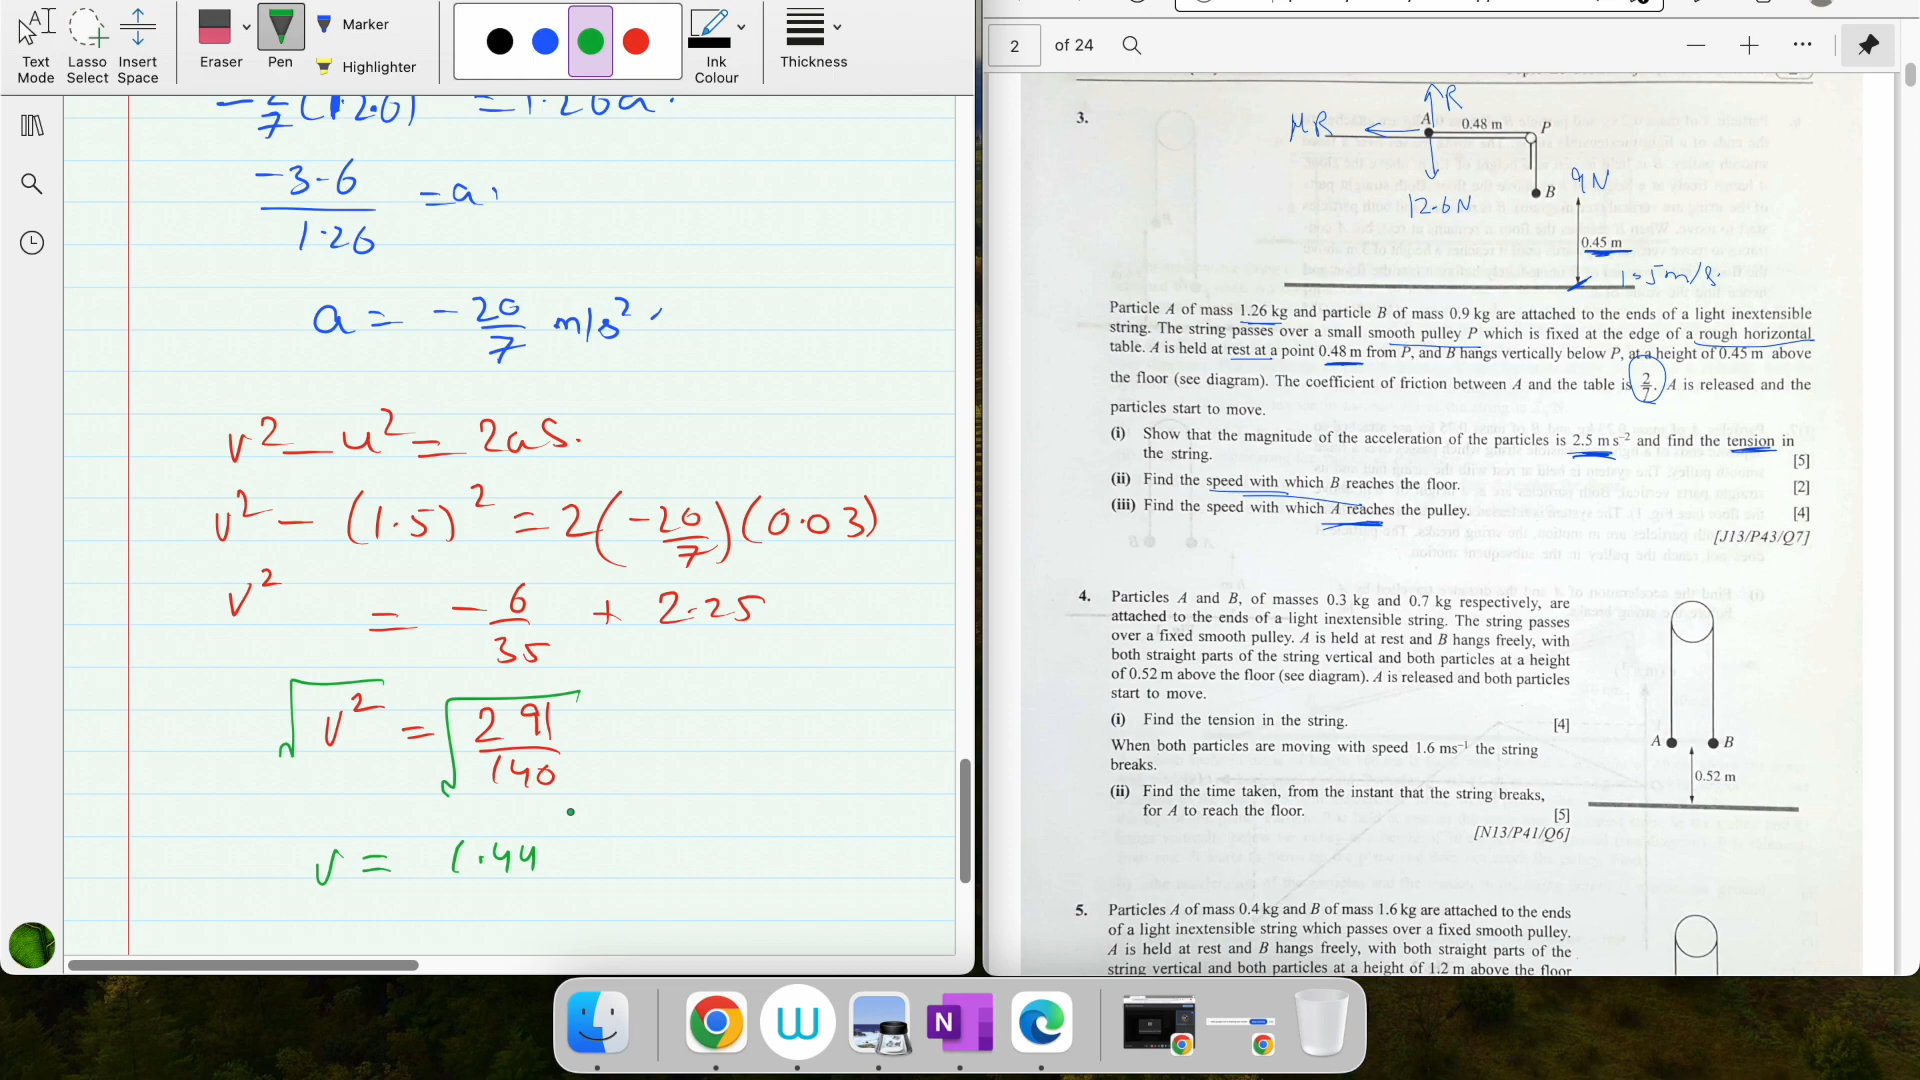 Text Mode
Lasso Select
Insert Space
Eraser
Pen
Marker
Highlighter
Ink Colour
Thickness
-2/7 (12.6) = 1.26a.
-3.6/1.26 = a,
a = -20/7 m/s²,
v² - u² = 2as.
v² - (1.5)² = 2(-20/7)(0.03)
v² = -6/35 + 2.25
√v² = √291/140
v = 1.44
2 of 24
3.
R
μR
A 0.48 m P
12.6N
B 9N
0.45 m
1.5 m/s.
Particle A of mass 1.26 kg and particle B of mass 0.9 kg are attached to the ends of a light inextensible
string. The string passes over a small smooth pulley P which is fixed at the edge of a rough horizontal
table. A is held at rest at a point 0.48 m from P, and B hangs vertically below P, at a height of 0.45 m above
the floor (see diagram). The coefficient of friction between A and the table is 2/7. A is released and the
particles start to move.
(i) Show that the magnitude of the acceleration of the particles is 2.5 m s⁻² and find the tension in
the string. [5]
(ii) Find the speed with which B reaches the floor. [2]
(iii) Find the speed with which A reaches the pulley. [4]
[J13/P43/Q7]
4. Particles A and B, of masses 0.3 kg and 0.7 kg respectively, are
attached to the ends of a light inextensible string. The string passes
over a fixed smooth pulley. A is held at rest and B hangs freely, with
both straight parts of the string vertical and both particles at a height
of 0.52 m above the floor (see diagram). A is released and both particles
start to move.
(i) Find the tension in the string. [4]
When both particles are moving with speed 1.6 ms⁻¹ the string
breaks.
(ii) Find the time taken, from the instant that the string breaks,
for A to reach the floor. [5]
[N13/P41/Q6]
A B
0.52 m
5. Particles A of mass 0.4 kg and B of mass 1.6 kg are attached to the ends
of a light inextensible string which passes over a fixed smooth pulley.
A is held at rest and B hangs freely, with both straight parts of the
string vertical and both particles at a height of 1.2 m above the floor
N